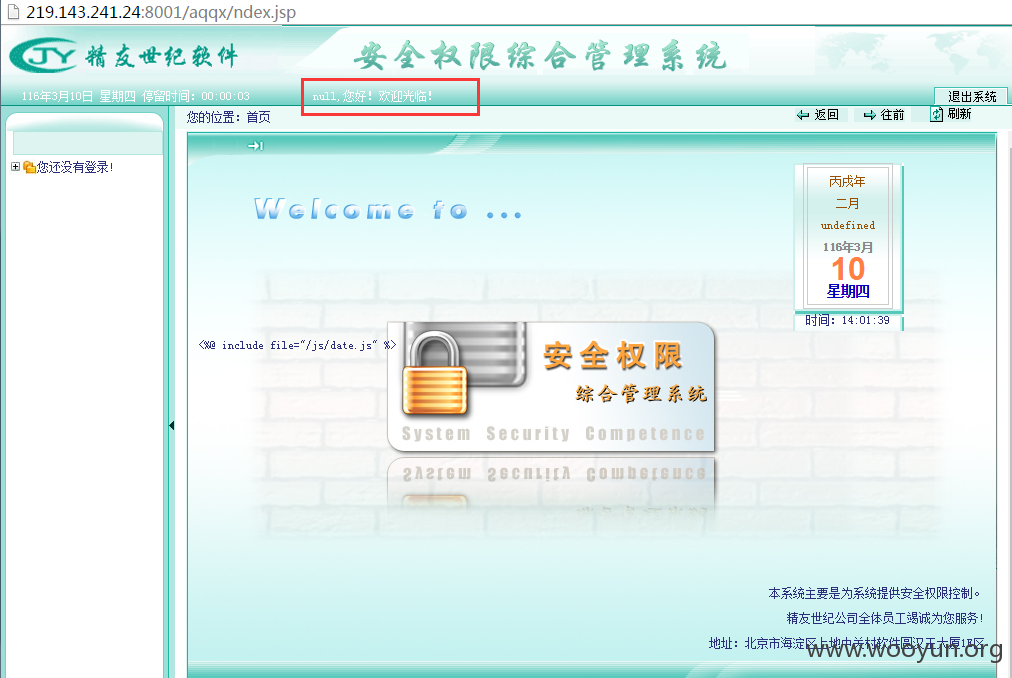 219.143.241.24:8001/aqqx/ndex.jsp
JY 精友世纪软件
安全权限综合管理系统
116年3月10日 星期四 停留时间: 00:00:03
null,您好! 欢迎光临!
退出系统
您的位置: 首页
返回 往前 刷新
您还没有登录!
Welcome to ...
丙戌年
二月
undefined
116年3月
10
星期四
时间: 14:01:39
<%@ include file="/js/date.js" %>
安全权限
综合管理系统
System Security Competence
本系统主要是为系统提供安全权限控制。
精友世纪公司全体员工竭诚为您服务!
地址: 北京市海淀区上地中关村软件园汉王大厦1F区
www.wooyun.org